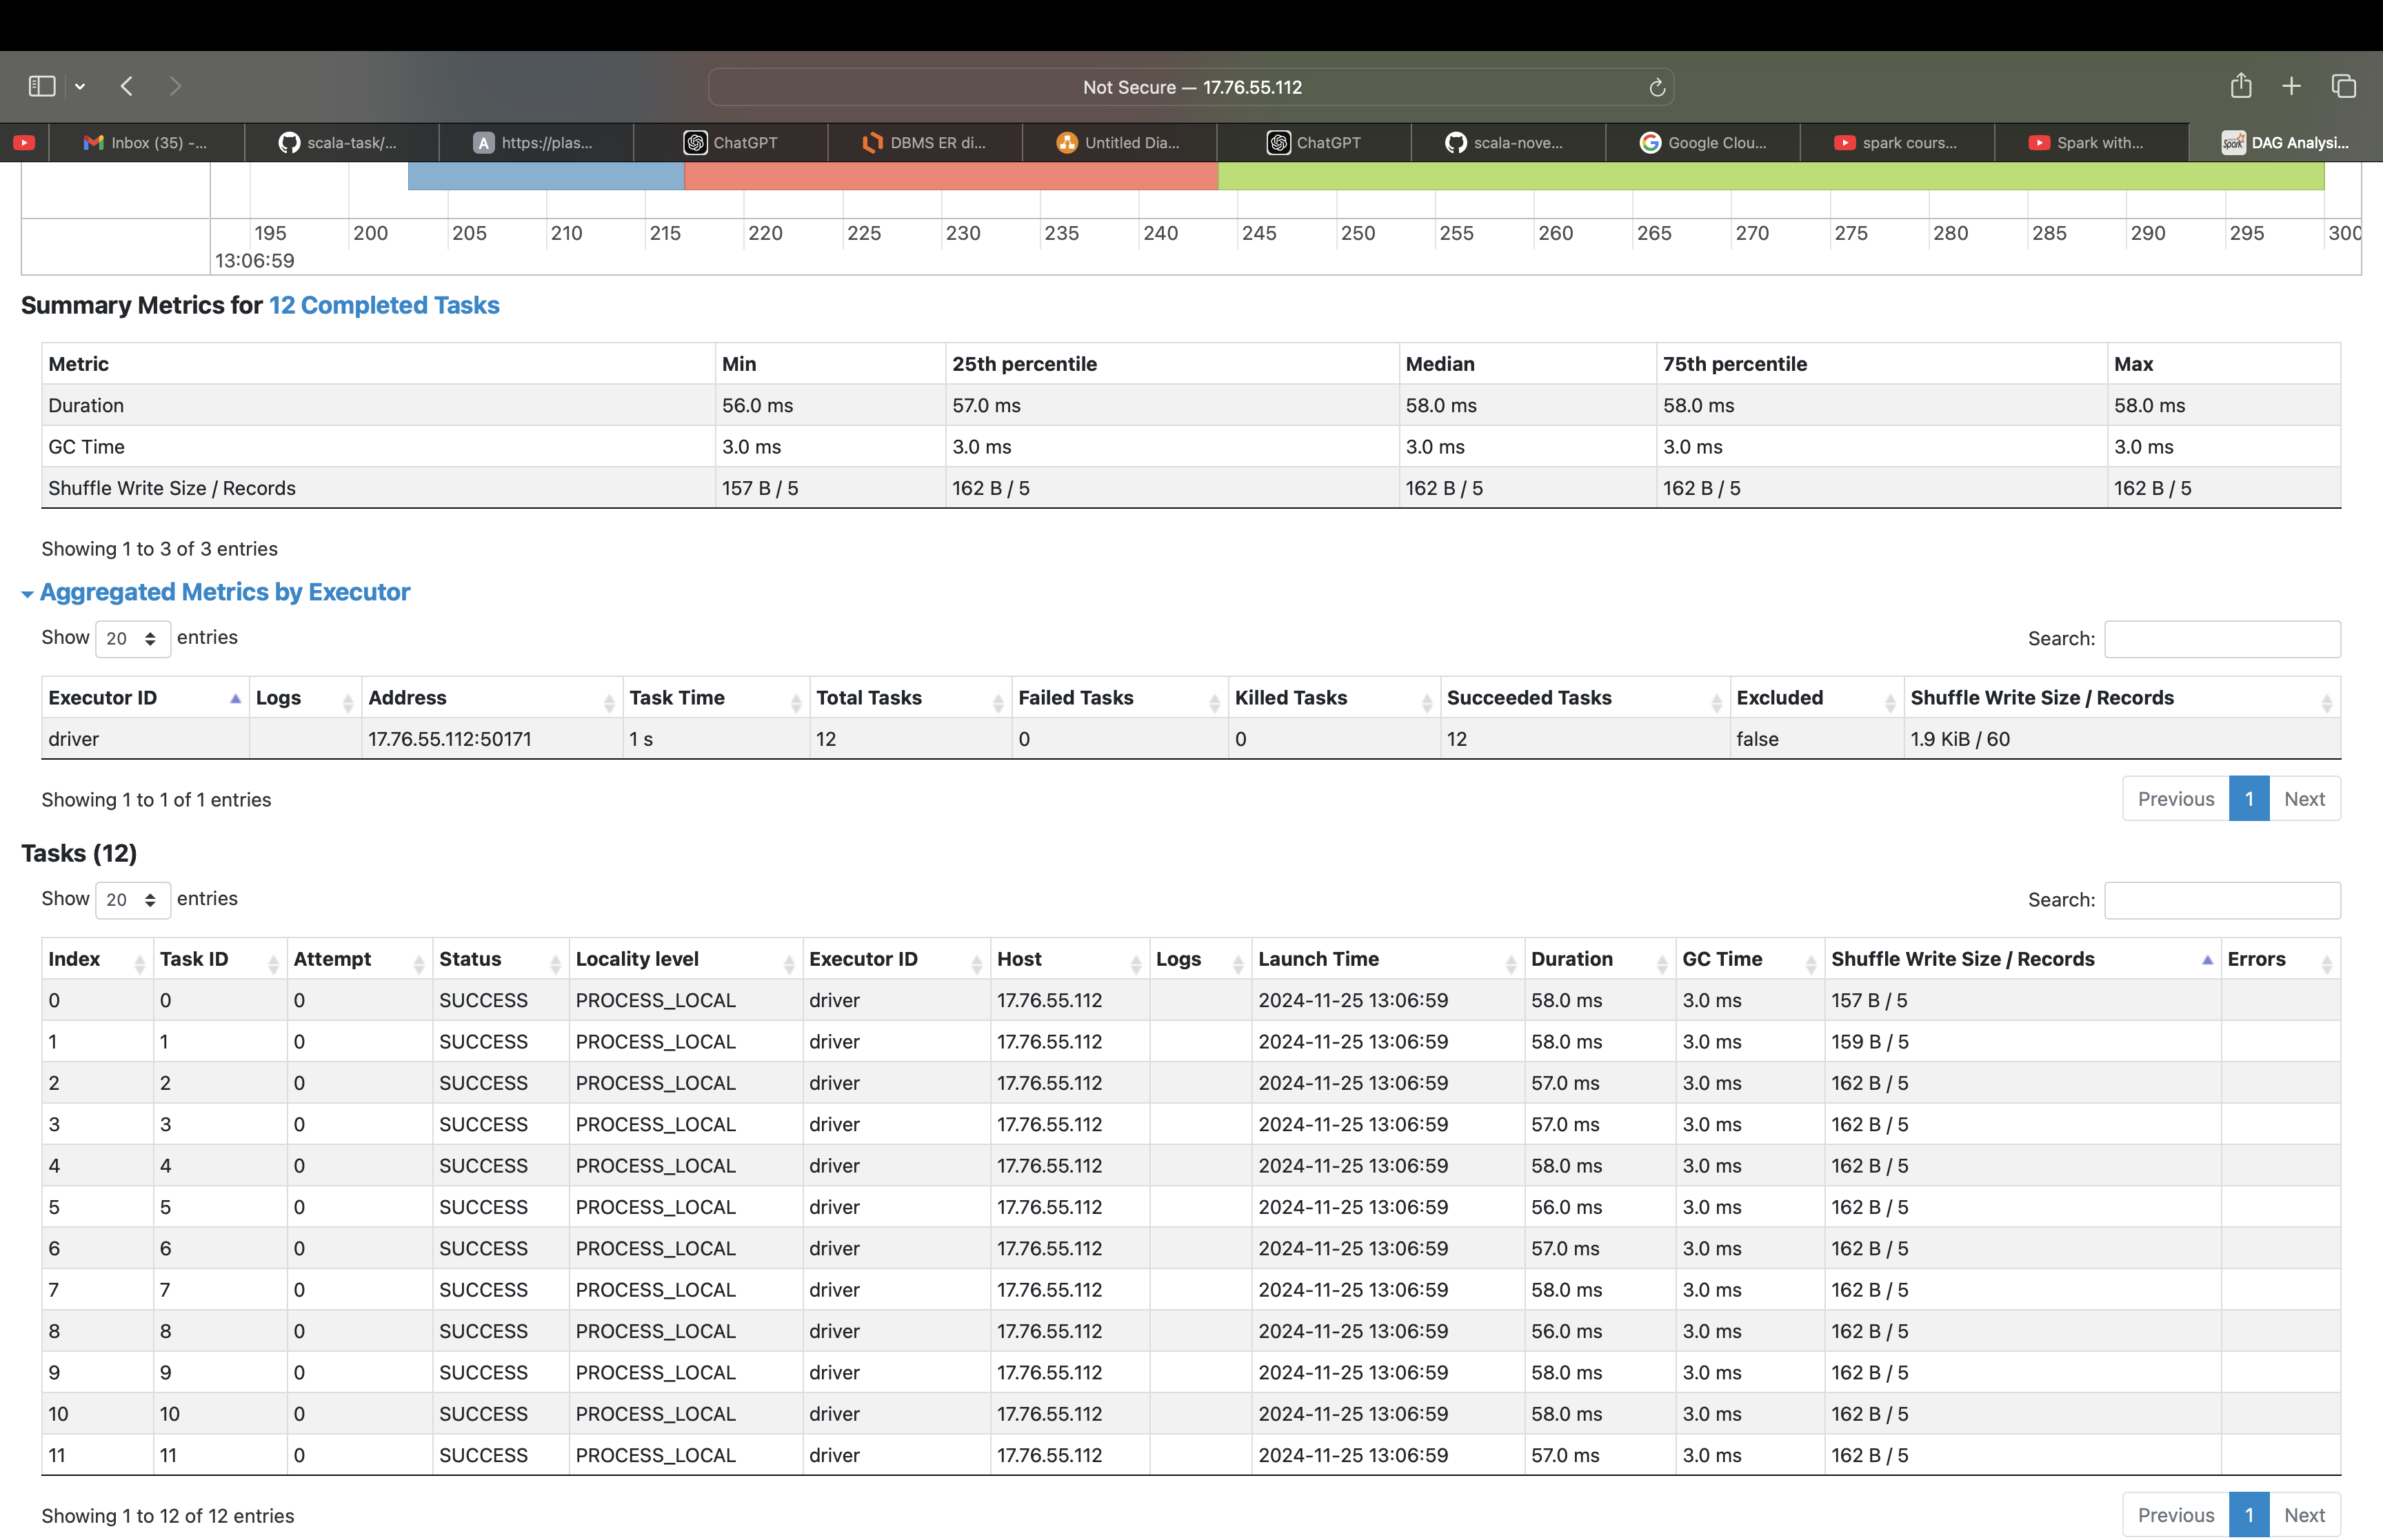 Not Secure — 17.76.55.112
Inbox (35) -... scala-task/... A https://plas... ChatGPT DBMS ER di... Untitled Dia... ChatGPT scala-nove... Google Clou... spark cours... Spark with... Spark DAG Analysi...
195 200 205 210 215 220 225 230 235 240 245 250 255 260 265 270 275 280 285 290 295 300
13:06:59
Summary Metrics for 12 Completed Tasks
Metric Min 25th percentile Median 75th percentile Max
Duration 56.0 ms 57.0 ms 58.0 ms 58.0 ms 58.0 ms
GC Time 3.0 ms 3.0 ms 3.0 ms 3.0 ms 3.0 ms
Shuffle Write Size / Records 157 B / 5 162 B / 5 162 B / 5 162 B / 5 162 B / 5
Showing 1 to 3 of 3 entries
Aggregated Metrics by Executor
Show 20 entries Search:
Executor ID Logs Address Task Time Total Tasks Failed Tasks Killed Tasks Succeeded Tasks Excluded Shuffle Write Size / Records
driver 17.76.55.112:50171 1 s 12 0 0 12 false 1.9 KiB / 60
Showing 1 to 1 of 1 entries Previous 1 Next
Tasks (12)
Show 20 entries Search:
Index Task ID Attempt Status Locality level Executor ID Host Logs Launch Time Duration GC Time Shuffle Write Size / Records Errors
0 0 0 SUCCESS PROCESS_LOCAL driver 17.76.55.112 2024-11-25 13:06:59 58.0 ms 3.0 ms 157 B / 5
1 1 0 SUCCESS PROCESS_LOCAL driver 17.76.55.112 2024-11-25 13:06:59 58.0 ms 3.0 ms 159 B / 5
2 2 0 SUCCESS PROCESS_LOCAL driver 17.76.55.112 2024-11-25 13:06:59 57.0 ms 3.0 ms 162 B / 5
3 3 0 SUCCESS PROCESS_LOCAL driver 17.76.55.112 2024-11-25 13:06:59 57.0 ms 3.0 ms 162 B / 5
4 4 0 SUCCESS PROCESS_LOCAL driver 17.76.55.112 2024-11-25 13:06:59 58.0 ms 3.0 ms 162 B / 5
5 5 0 SUCCESS PROCESS_LOCAL driver 17.76.55.112 2024-11-25 13:06:59 56.0 ms 3.0 ms 162 B / 5
6 6 0 SUCCESS PROCESS_LOCAL driver 17.76.55.112 2024-11-25 13:06:59 57.0 ms 3.0 ms 162 B / 5
7 7 0 SUCCESS PROCESS_LOCAL driver 17.76.55.112 2024-11-25 13:06:59 58.0 ms 3.0 ms 162 B / 5
8 8 0 SUCCESS PROCESS_LOCAL driver 17.76.55.112 2024-11-25 13:06:59 56.0 ms 3.0 ms 162 B / 5
9 9 0 SUCCESS PROCESS_LOCAL driver 17.76.55.112 2024-11-25 13:06:59 58.0 ms 3.0 ms 162 B / 5
10 10 0 SUCCESS PROCESS_LOCAL driver 17.76.55.112 2024-11-25 13:06:59 58.0 ms 3.0 ms 162 B / 5
11 11 0 SUCCESS PROCESS_LOCAL driver 17.76.55.112 2024-11-25 13:06:59 57.0 ms 3.0 ms 162 B / 5
Showing 1 to 12 of 12 entries Previous 1 Next